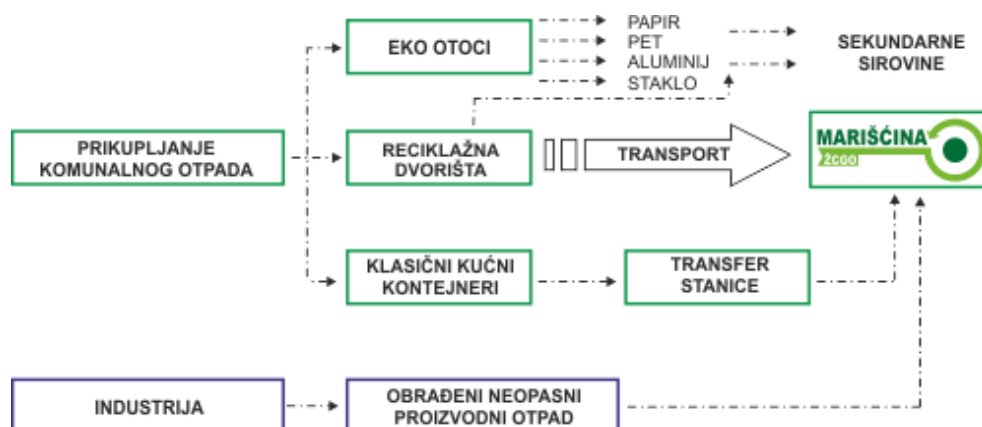 EKO OTOCI
PAPIR
PET
ALUMINIJ
STAKLO
SEKUNDARNE
SIROVINE
PRIKUPLJANJE
KOMUNALNOG OTPADA
RECIKLAŽNA
DVORIŠTA
TRANSPORT
MARIŠĆINA
ŽCGO
KLASIČNI KUĆNI
KONTEJNERI
TRANSFER
STANICE
INDUSTRIJA
OBRAĐENI NEOPASNI
PROIZVODNI OTPAD